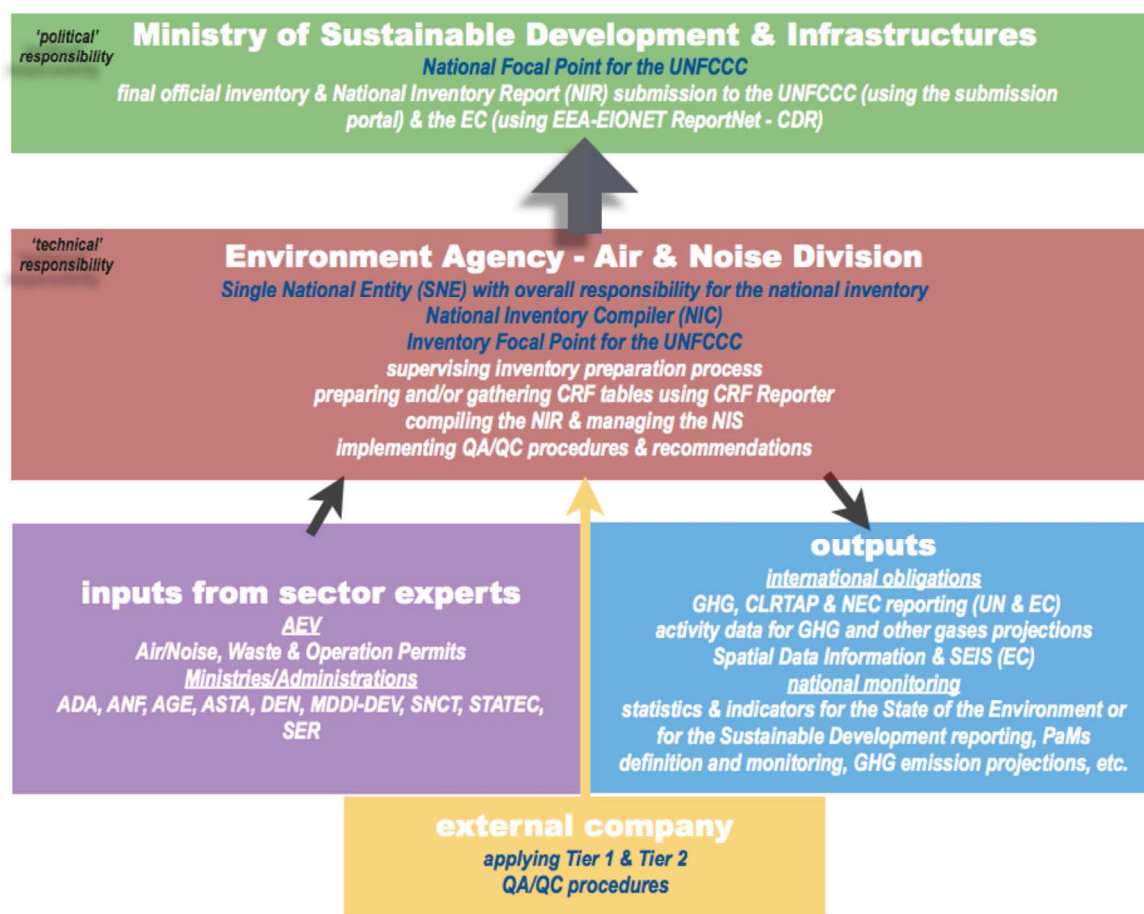 'political'
responsibility
Ministry of Sustainable Development & Infrastructures
National Focal Point for the UNFCCC
final official inventory & National Inventory Report (NIR) submission to the UNFCCC (using the submission
portal) & the EC (using EEA-EIONET ReportNet - CDR)
'technical'
responsibility
Environment Agency - Air & Noise Division
Single National Entity (SNE) with overall responsibility for the national inventory
National Inventory Compiler (NIC)
Inventory Focal Point for the UNFCCC
supervising inventory preparation process
preparing and/or gathering CRF tables using CRF Reporter
compiling the NIR & managing the NIS
implementing QA/QC procedures & recommendations
inputs from sector experts
AEV
Air/Noise, Waste & Operation Permits
Ministries/Administrations
ADA, ANF, AGE, ASTA, DEN, MDDI-DEV, SNCT, STATEC,
SER
outputs
international obligations
GHG, CLRTAP & NEC reporting (UN & EC)
activity data for GHG and other gases projections
Spatial Data Information & SEIS (EC)
national monitoring
statistics & indicators for the State of the Environment or
for the Sustainable Development reporting, PaMs
definition and monitoring, GHG emission projections, etc.
external company
applying Tier 1 & Tier 2
QA/QC procedures